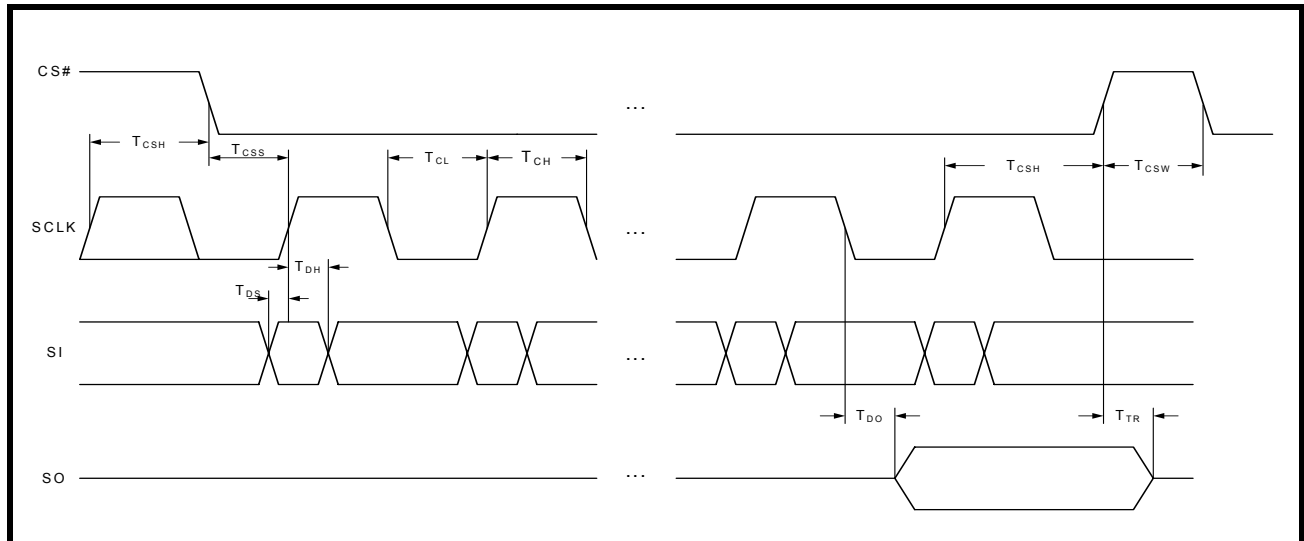 CS#
...
TCSH
TCSS
TCL
TCH
TCSH
TCSW
SCLK
...
TDH
TDS
SI
...
TDO
TTR
SO
...